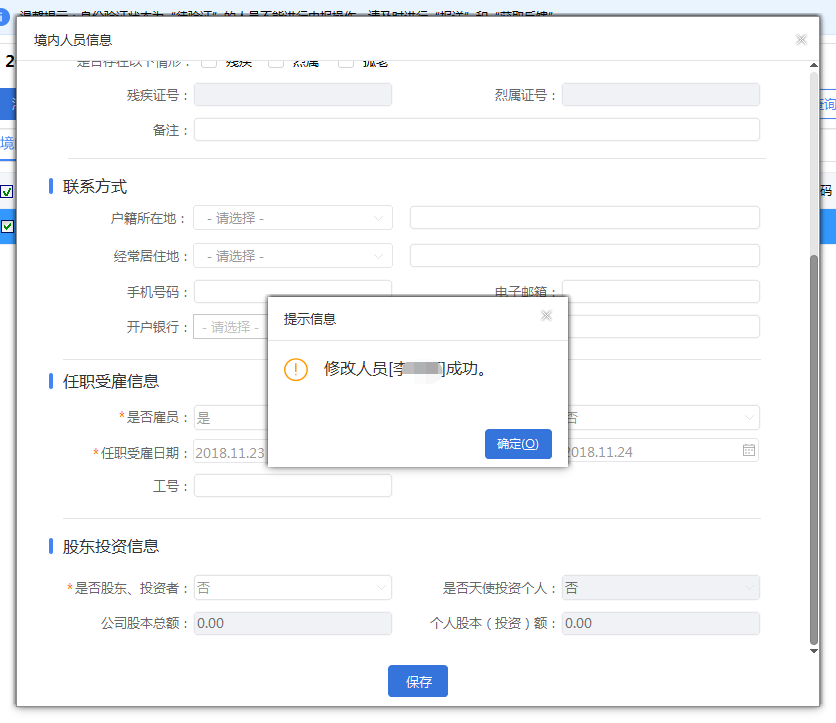 温馨提示：身份验证状态为“待验证”的人员不能进行申报操作，请及时进行“报送”和“获取反馈”
境内人员信息
2
是否存在以下情形： 残疾 烈属 孤老
残疾证号： 烈属证号：
查询
备注：
境
码
联系方式
户籍所在地： - 请选择 -
经常居住地： - 请选择 -
手机号码： 电子邮箱：
开户银行： - 请选择 -
提示信息
修改人员[李 ]成功。
确定(O)
任职受雇信息
*是否雇员： 是 否
*任职受雇日期： 2018.11.23 2018.11.24
工号：
股东投资信息
*是否股东、投资者： 否 是否天使投资个人： 否
公司股本总额： 0.00 个人股本（投资）额： 0.00
保存